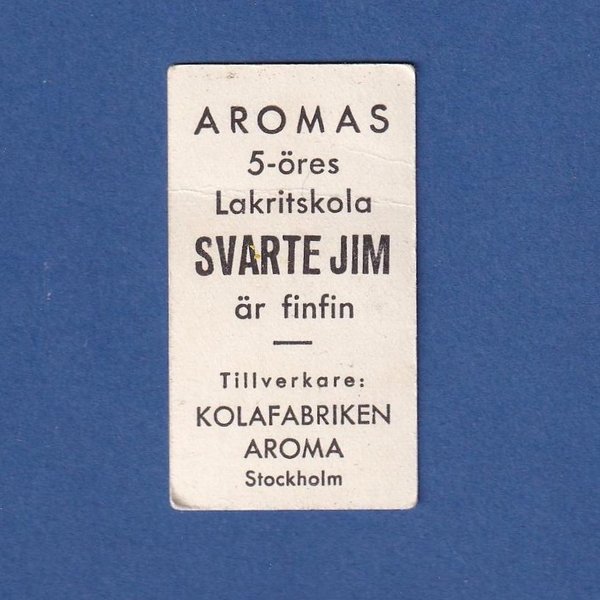 AROMAS
5-öres
Lakritskola
SVARTE JIM
är finfin
Tillverkare:
KOLAFABRIKEN
AROMA
Stockholm